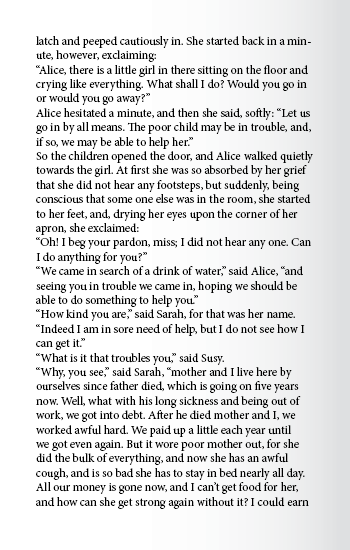 latch and peeped cautiously in. She started back in a min-
ute, however, exclaiming:
“Alice, there is a little girl in there sitting on the floor and
crying like everything. What shall I do? Would you go in
or would you go away?”
Alice hesitated a minute, and then she said, softly: “Let us
go in by all means. The poor child may be in trouble, and,
if so, we may be able to help her.”
So the children opened the door, and Alice walked quietly
towards the girl. At first she was so absorbed by her grief
that she did not hear any footsteps, but suddenly, being
conscious that some one else was in the room, she started
to her feet, and, drying her eyes upon the corner of her
apron, she exclaimed:
“Oh! I beg your pardon, miss; I did not hear any one. Can
I do anything for you?”
“We came in search of a drink of water,” said Alice, “and
seeing you in trouble we came in, hoping we should be
able to do something to help you.”
“How kind you are,” said Sarah, for that was her name.
“Indeed I am in sore need of help, but I do not see how I
can get it.”
“What is it that troubles you,” said Susy.
“Why, you see,” said Sarah, “mother and I live here by
ourselves since father died, which is going on five years
now. Well, what with his long sickness and being out of
work, we got into debt. After he died mother and I, we
worked awful hard. We paid up a little each year until
we got even again. But it wore poor mother out, for she
did the bulk of everything, and now she has an awful
cough, and is so bad she has to stay in bed nearly all day.
All our money is gone now, and I can’t get food for her,
and how can she get strong again without it? I could earn